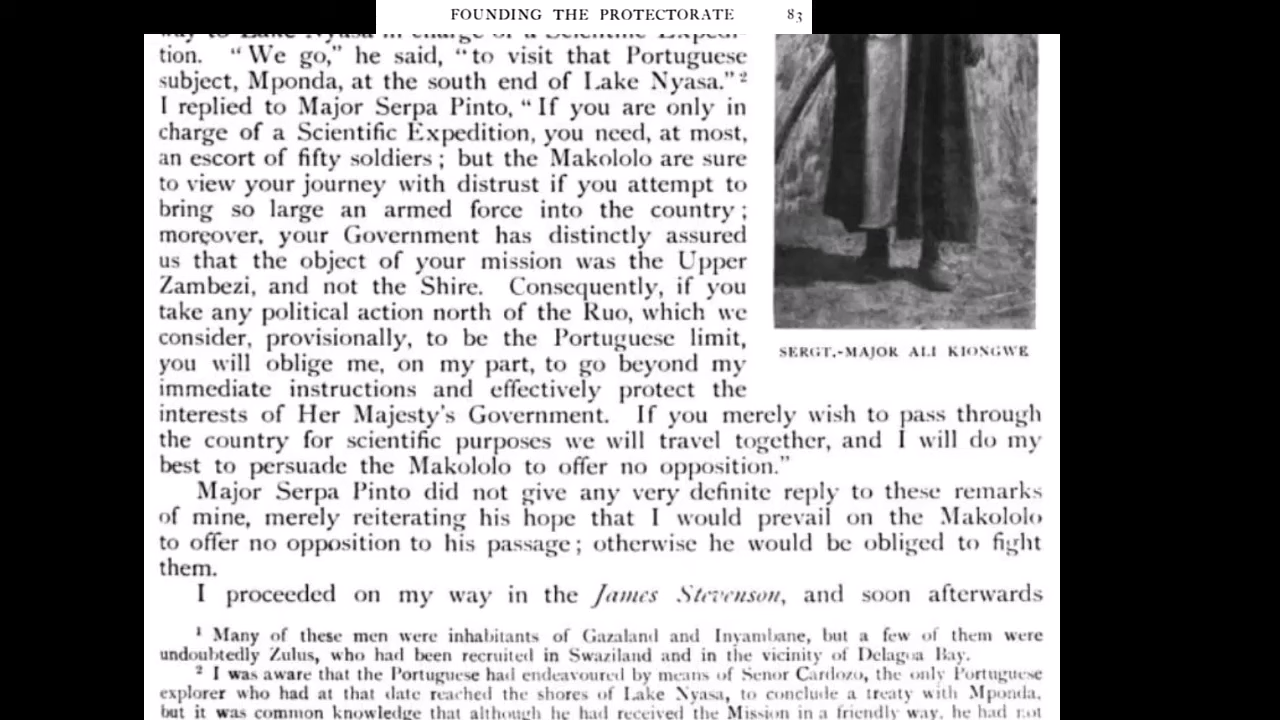 FOUNDING THE PROTECTORATE 83
way to Lake Nyasa in charge of a Scientific Expedi-
tion. “We go,” he said, “to visit that Portuguese
subject, Mponda, at the south end of Lake Nyasa.”²
I replied to Major Serpa Pinto, “If you are only in
charge of a Scientific Expedition, you need, at most,
an escort of fifty soldiers; but the Makololo are sure
to view your journey with distrust if you attempt to
bring so large an armed force into the country;
moreover, your Government has distinctly assured
us that the object of your mission was the Upper
Zambezi, and not the Shire. Consequently, if you
take any political action north of the Ruo, which we
consider, provisionally, to be the Portuguese limit,
you will oblige me, on my part, to go beyond my
immediate instructions and effectively protect the
SERGT.-MAJOR ALI KIONGWE
interests of Her Majesty's Government. If you merely wish to pass through
the country for scientific purposes we will travel together, and I will do my
best to persuade the Makololo to offer no opposition.”
Major Serpa Pinto did not give any very definite reply to these remarks
of mine, merely reiterating his hope that I would prevail on the Makololo
to offer no opposition to his passage; otherwise he would be obliged to fight
them.
I proceeded on my way in the James Stevenson, and soon afterwards
¹ Many of these men were inhabitants of Gazaland and Inyambane, but a few of them were
undoubtedly Zulus, who had been recruited in Swaziland and in the vicinity of Delagoa Bay.
² I was aware that the Portuguese had endeavoured by means of Senor Cardozo, the only Portuguese
explorer who had at that date reached the shores of Lake Nyasa, to conclude a treaty with Mponda,
but it was common knowledge that although he had received the Mission in a friendly way, he had not